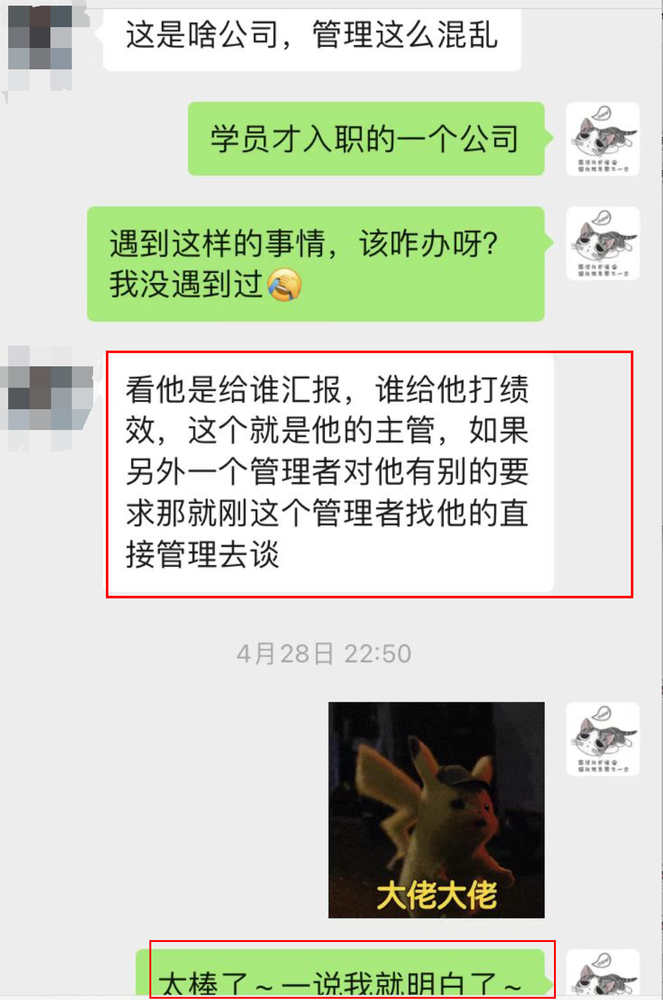 这是啥公司，管理这么混乱
学员才入职的一个公司
遇到这样的事情，该咋办呀？
我没遇到过
看他是给谁汇报，谁给他打绩
效，这个就是他的主管，如果
另外一个管理者对他有别的要
求那就刚这个管理者找他的直
接管理去谈
4月28日 22:50
大佬大佬
太棒了~一说我就明白了~